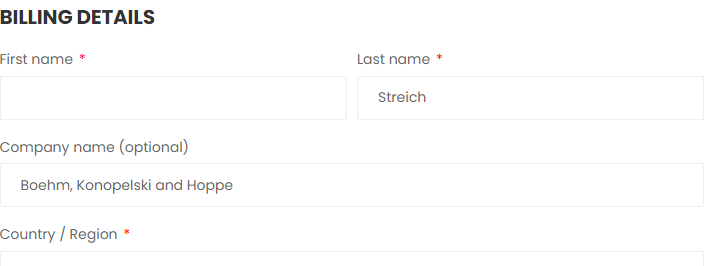 BILLING DETAILS
First name * Last name *
Streich
Company name (optional)
Boehm, Konopelski and Hoppe
Country / Region *